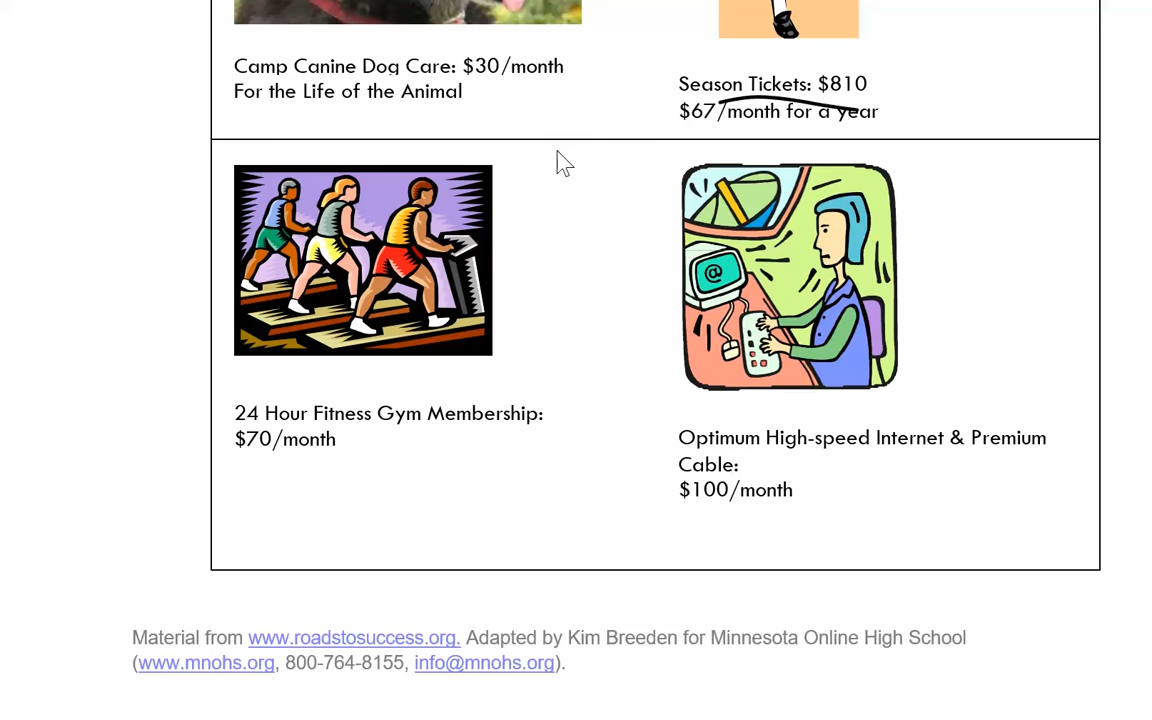 Camp Canine Dog Care: $30/month
For the Life of the Animal
Season Tickets: $810
$67/month for a year
@
24 Hour Fitness Gym Membership:
$70/month
Optimum High-speed Internet & Premium
Cable:
$100/month
Material from www.roadstosuccess.org. Adapted by Kim Breeden for Minnesota Online High School
(www.mnohs.org, 800-764-8155, info@mnohs.org).